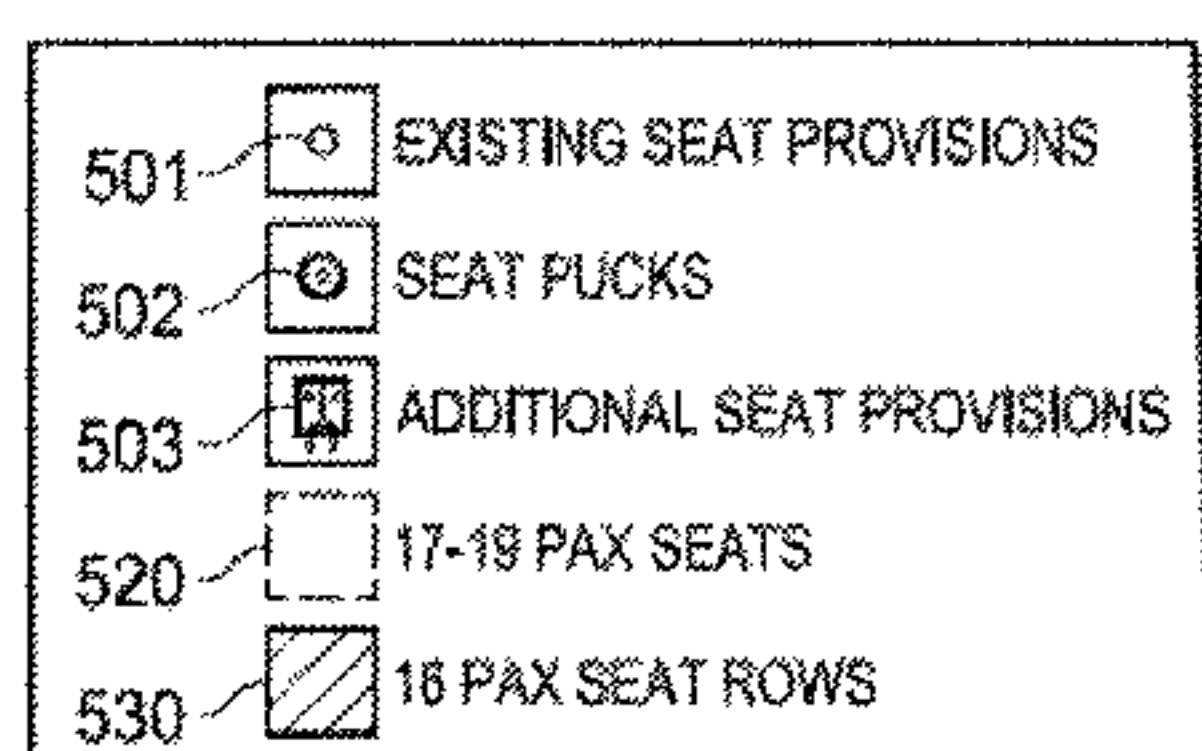 501 EXISTING SEAT PROVISIONS
502 SEAT PUCKS
503 ADDITIONAL SEAT PROVISIONS
520 17-19 PAX SEATS
530 16 PAX SEAT ROWS